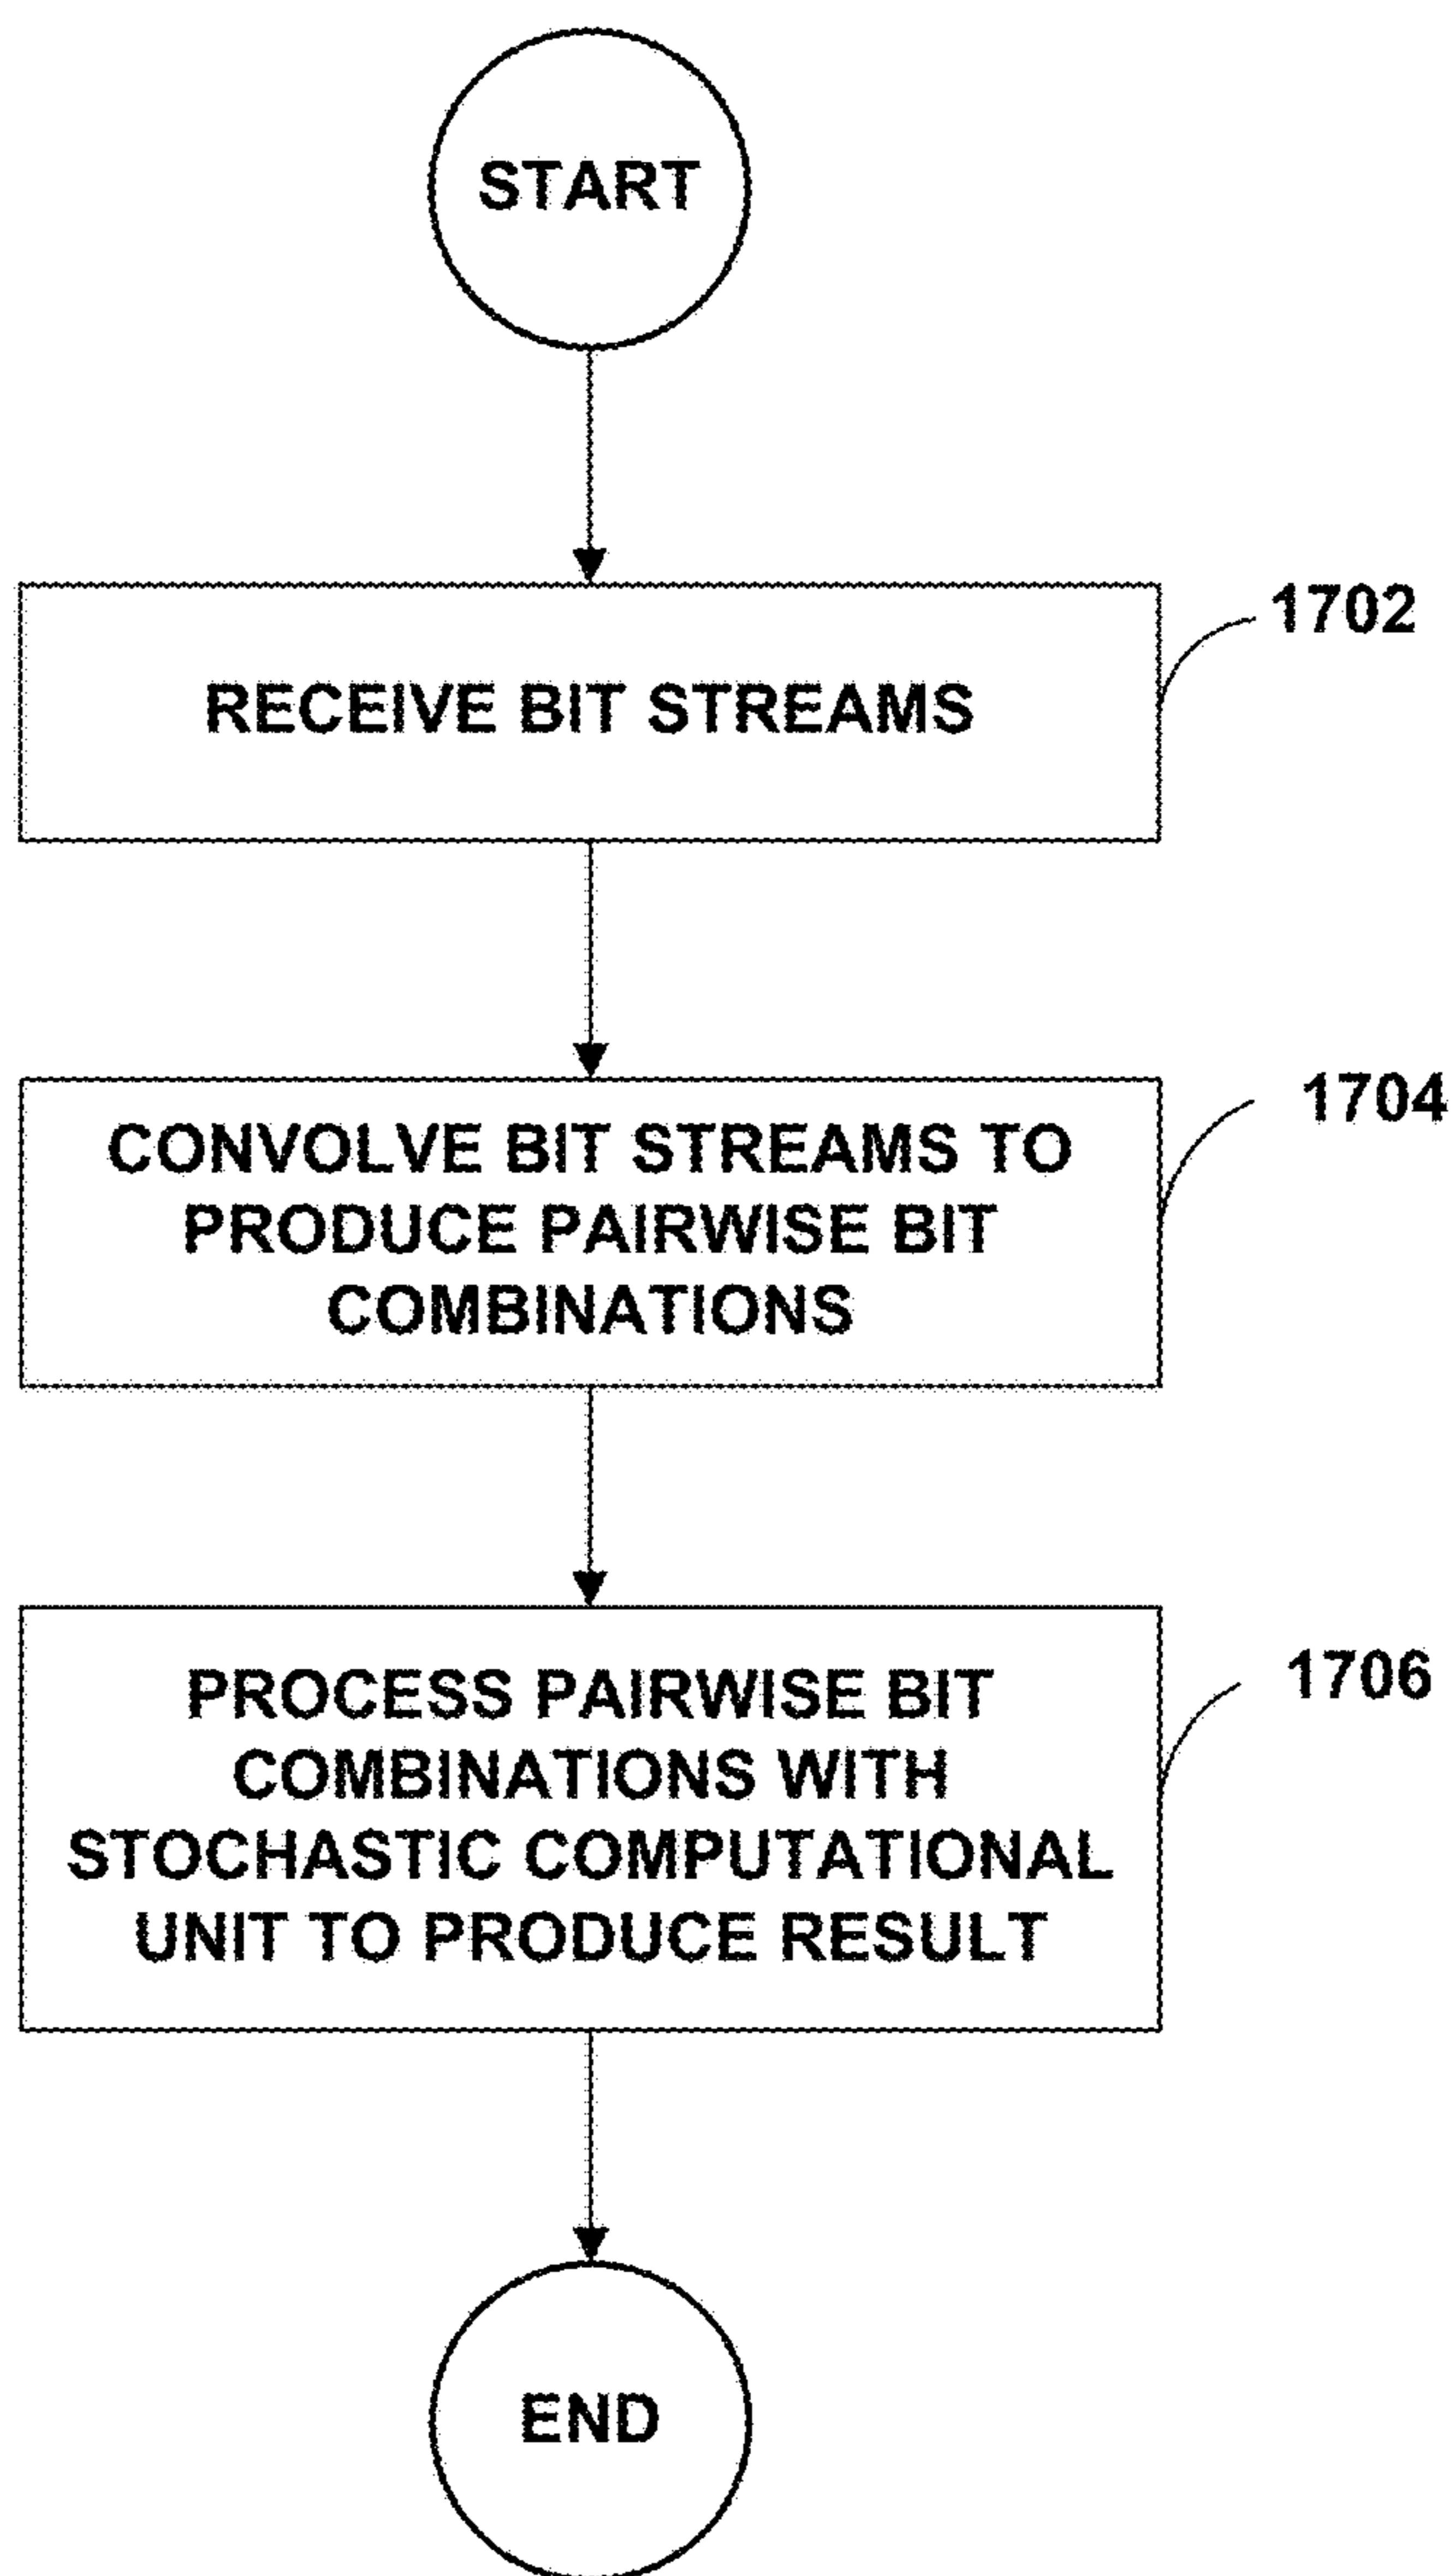 START
1702
RECEIVE BIT STREAMS
1704
CONVOLVE BIT STREAMS TO
PRODUCE PAIRWISE BIT
COMBINATIONS
1706
PROCESS PAIRWISE BIT
COMBINATIONS WITH
STOCHASTIC COMPUTATIONAL
UNIT TO PRODUCE RESULT
END